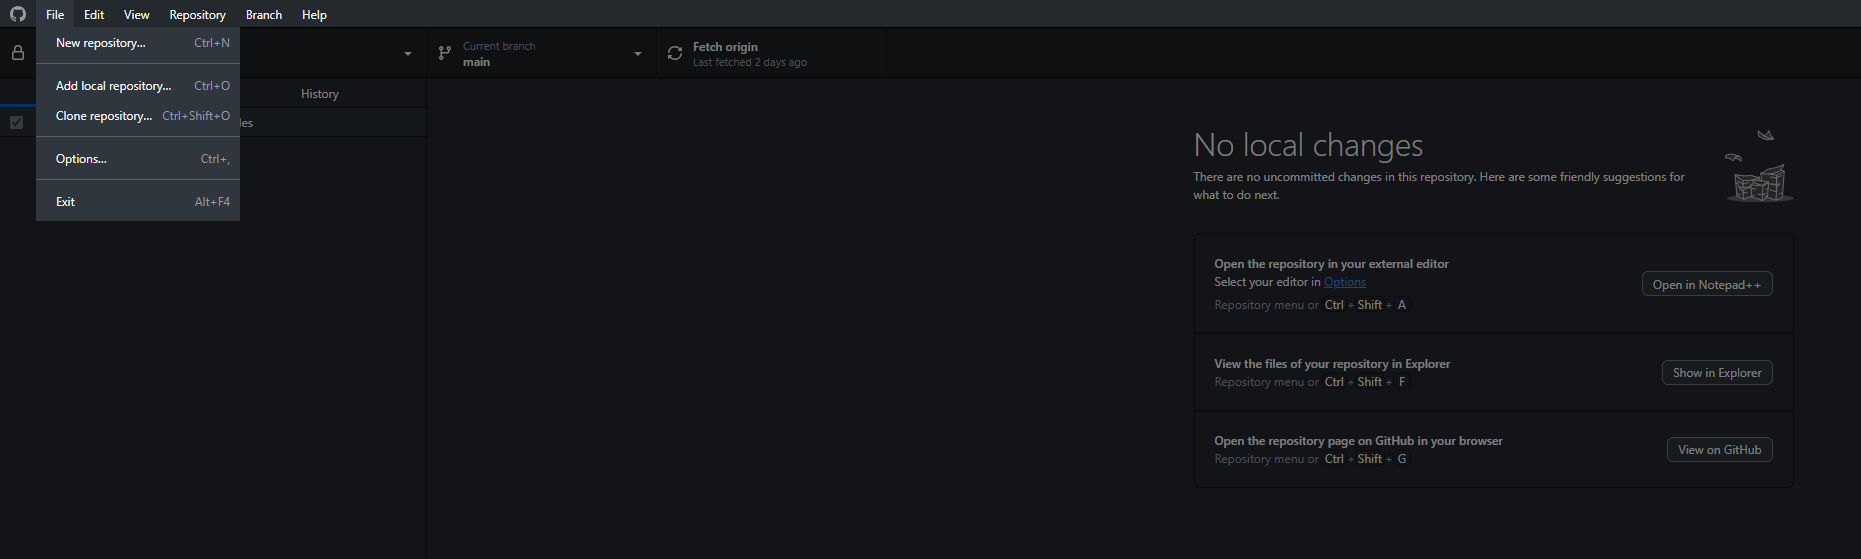 File Edit View Repository Branch Help
New repository... Ctrl+N
Add local repository... Ctrl+O
Clone repository... Ctrl+Shift+O
Options... Ctrl+,
Exit Alt+F4
Current branch
main
Fetch origin
Last fetched 2 days ago
History
No local changes
There are no uncommitted changes in this repository. Here are some friendly suggestions for
what to do next.
Open the repository in your external editor
Select your editor in Options
Repository menu or Ctrl + Shift + A
Open in Notepad++
View the files of your repository in Explorer
Repository menu or Ctrl + Shift + F
Show in Explorer
Open the repository page on GitHub in your browser
Repository menu or Ctrl + Shift + G
View on GitHub